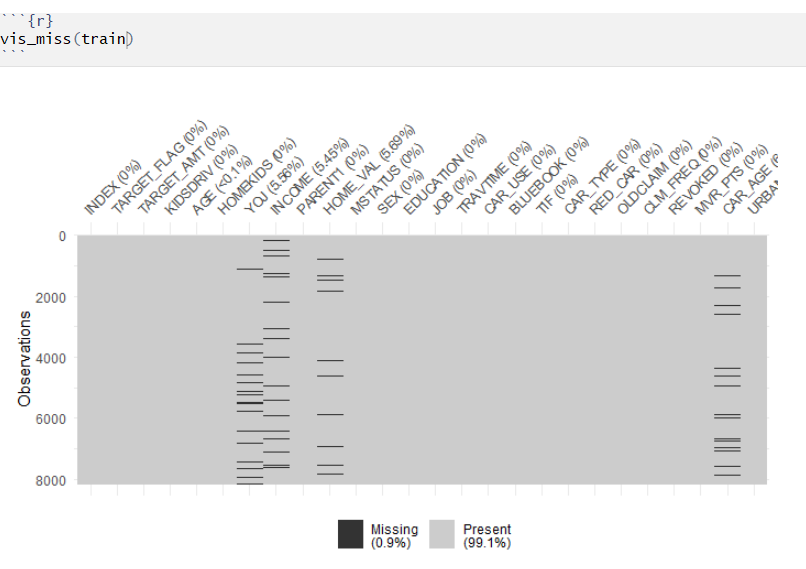 ```{r}
vis_miss(train)
```
INDEX (0%)
TARGET_FLAG (0%)
TARGET_AMT (0%)
KIDSDRIV (0%)
AGE (<0.1%)
HOMEKIDS (0%)
YOJ (5.56%)
INCOME (5.45%)
PARENT1 (0%)
HOME_VAL (5.69%)
MSTATUS (0%)
SEX (0%)
EDUCATION (0%)
JOB (0%)
TRAVTIME (0%)
CAR_USE (0%)
BLUEBOOK (0%)
TIF (0%)
CAR_TYPE (0%)
RED_CAR (0%)
OLDCLAIM (0%)
CLM_FREQ (0%)
REVOKED (0%)
MVR_PTS (0%)
CAR_AGE (6
URBAN
Observations
0
2000
4000
6000
8000
Missing
(0.9%)
Present
(99.1%)